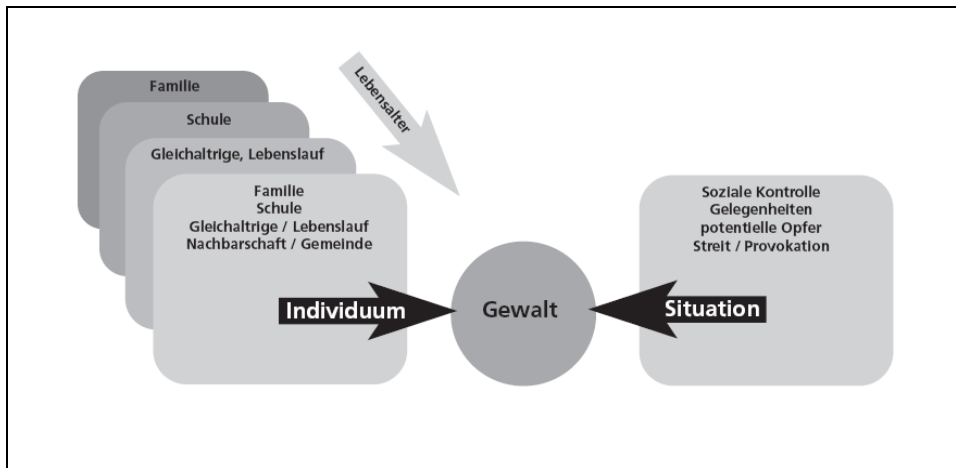 Familie
Schule
Gleichaltrige, Lebenslauf
Familie
Schule
Gleichaltrige / Lebenslauf
Nachbarschaft / Gemeinde
Individuum
Lebensalter
Gewalt
Soziale Kontrolle
Gelegenheiten
potentielle Opfer
Streit / Provokation
Situation